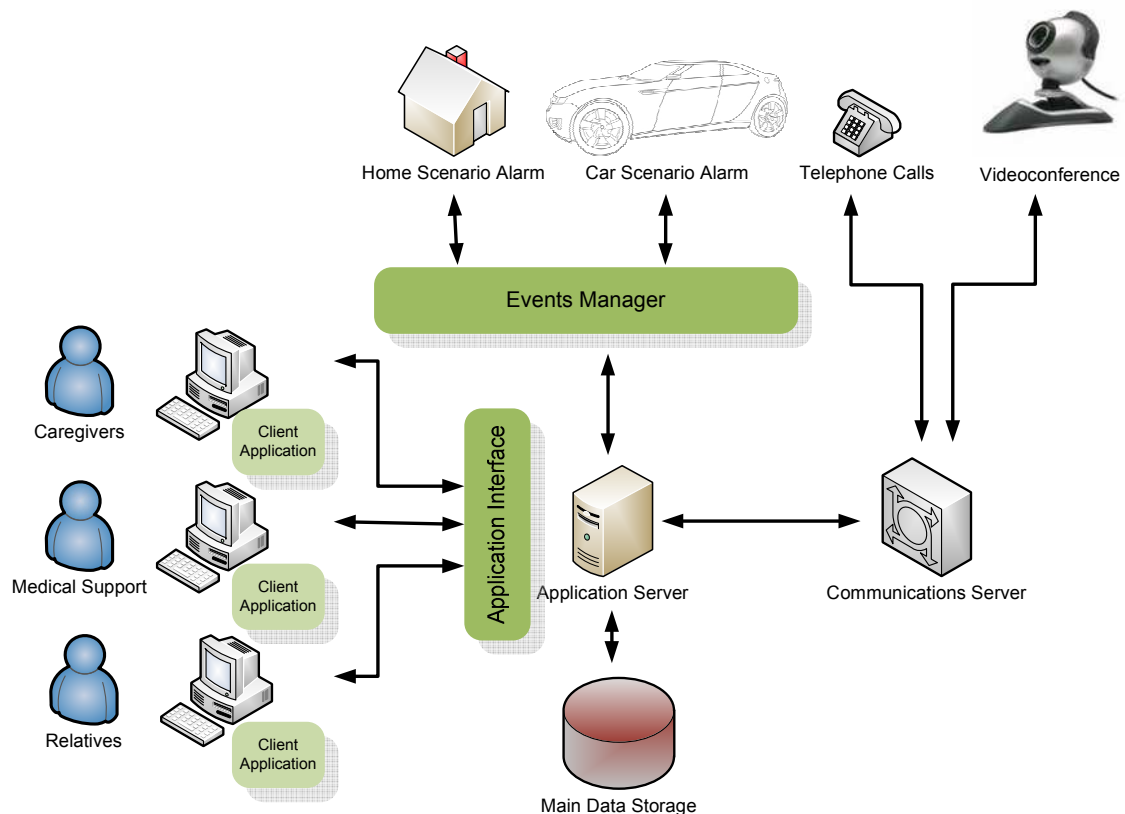 Home Scenario Alarm
Car Scenario Alarm
Telephone Calls
Videoconference
Events Manager
Caregivers
Client
Application
Medical Support
Client
Application
Relatives
Client
Application
Application Interface
Application Server
Communications Server
Main Data Storage